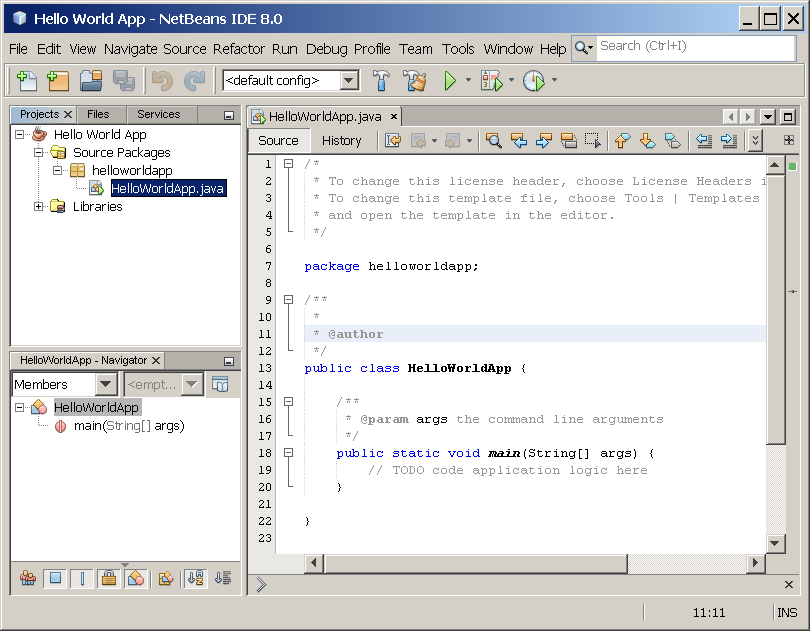 Hello World App - NetBeans IDE 8.0
File Edit View Navigate Source Refactor Run Debug Profile Team Tools Window Help Search (Ctrl+I)
<default config>
Projects Files Services
Hello World App
Source Packages
helloworldapp
HelloWorldApp.java
Libraries
HelloWorldApp - Navigator
Members <empt...
HelloWorldApp
main(String[] args)
HelloWorldApp.java
Source History
1 /*
2 * To change this license header, choose License Headers i
3 * To change this template file, choose Tools | Templates
4 * and open the template in the editor.
5 */
6
7 package helloworldapp;
8
9 /**
10 *
11 * @author
12 */
13 public class HelloWorldApp {
14
15 /**
16 * @param args the command line arguments
17 */
18 public static void main(String[] args) {
19 // TODO code application logic here
20 }
21
22 }
23
11:11 INS